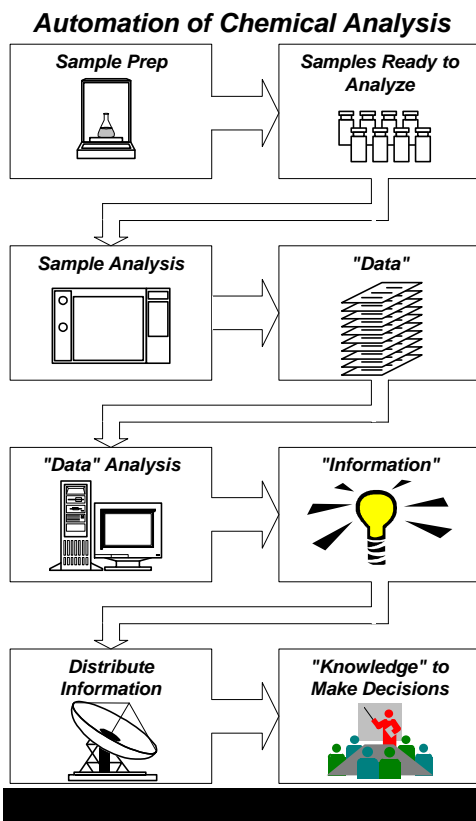 Automation of Chemical Analysis
Sample Prep
Samples Ready to
Analyze
Sample Analysis
"Data"
"Data" Analysis
"Information"
Distribute
Information
"Knowledge" to
Make Decisions